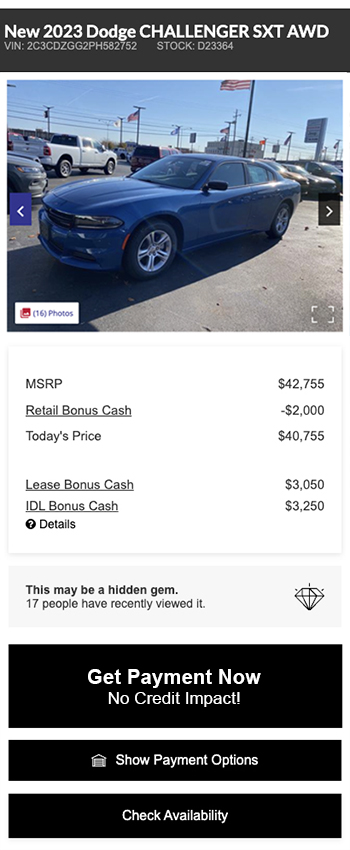 New 2023 Dodge CHALLENGER SXT AWD
VIN: 2C3CDZGG2PH582752 STOCK: D23364
(16) Photos
MSRP $42,755
Retail Bonus Cash -$2,000
Today's Price $40,755
Lease Bonus Cash $3,050
IDL Bonus Cash $3,250
Details
This may be a hidden gem.
17 people have recently viewed it.
Get Payment Now
No Credit Impact!
Show Payment Options
Check Availability